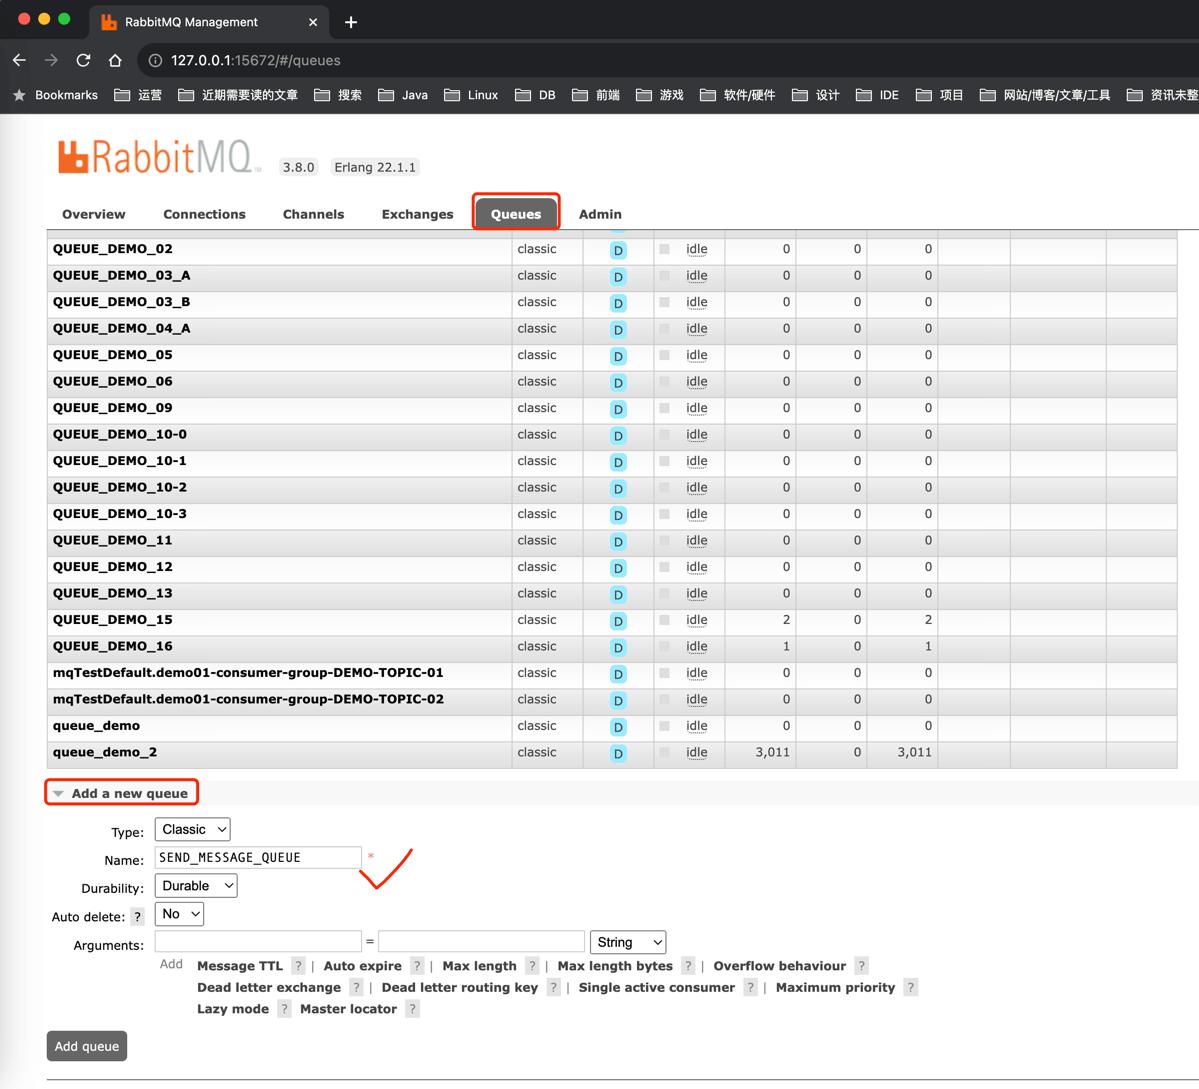 RabbitMQ Management
127.0.0.1:15672/#/queues
Bookmarks 运营 近期需要读的文章 搜索 Java Linux DB 前端 游戏 软件/硬件 设计 IDE 项目 网站/博客/文章/工具 资讯未整
RabbitMQ TM 3.8.0 Erlang 22.1.1
Overview Connections Channels Exchanges Queues Admin
QUEUE_DEMO_02 classic D idle 0 0 0
QUEUE_DEMO_03_A classic D idle 0 0 0
QUEUE_DEMO_03_B classic D idle 0 0 0
QUEUE_DEMO_04_A classic D idle 0 0 0
QUEUE_DEMO_05 classic D idle 0 0 0
QUEUE_DEMO_06 classic D idle 0 0 0
QUEUE_DEMO_09 classic D idle 0 0 0
QUEUE_DEMO_10-0 classic D idle 0 0 0
QUEUE_DEMO_10-1 classic D idle 0 0 0
QUEUE_DEMO_10-2 classic D idle 0 0 0
QUEUE_DEMO_10-3 classic D idle 0 0 0
QUEUE_DEMO_11 classic D idle 0 0 0
QUEUE_DEMO_12 classic D idle 0 0 0
QUEUE_DEMO_13 classic D idle 0 0 0
QUEUE_DEMO_15 classic D idle 2 0 2
QUEUE_DEMO_16 classic D idle 1 0 1
mqTestDefault.demo01-consumer-group-DEMO-TOPIC-01 classic D idle 0 0 0
mqTestDefault.demo01-consumer-group-DEMO-TOPIC-02 classic D idle 0 0 0
queue_demo classic D idle 0 0 0
queue_demo_2 classic D idle 3,011 0 3,011
Add a new queue
Type: Classic
Name: SEND_MESSAGE_QUEUE *
Durability: Durable
Auto delete: ? No
Arguments: = String
Add Message TTL ? | Auto expire ? | Max length ? | Max length bytes ? | Overflow behaviour ?
Dead letter exchange ? | Dead letter routing key ? | Single active consumer ? | Maximum priority ?
Lazy mode ? Master locator ?
Add queue